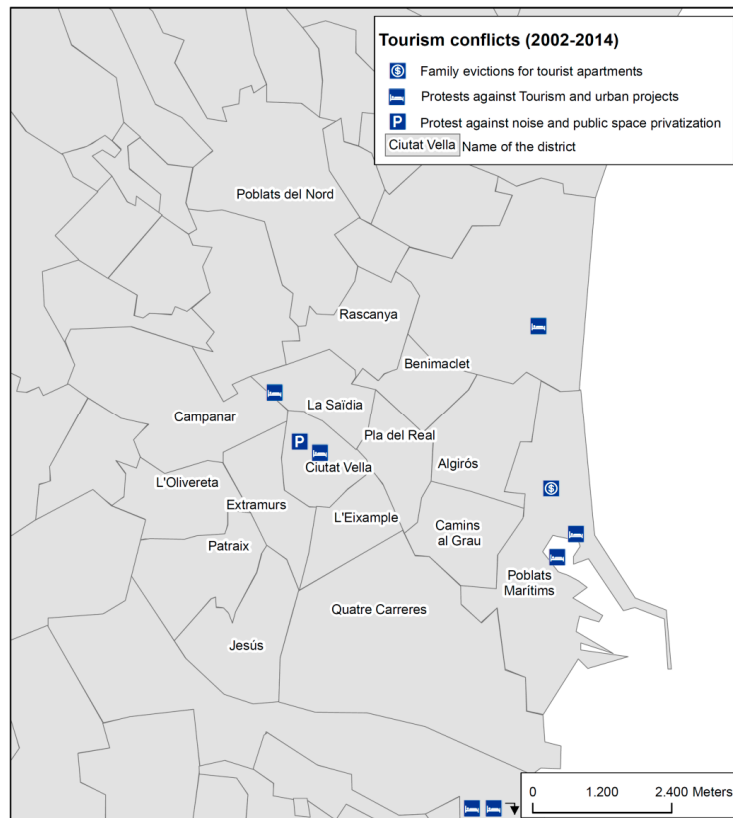 Tourism conflicts (2002-2014)
$
Family evictions for tourist apartments
Protests against Tourism and urban projects
P
Protest against noise and public space privatization
Ciutat Vella
Name of the district
Poblats del Nord
Rascanya
Benimaclet
La Saïdia
Campanar
Pla del Real
P
Ciutat Vella
Algirós
L'Olivereta
$
Extramurs
L'Eixample
Camins
al Grau
Patraix
Poblats
Marítims
Quatre Carreres
Jesús
0 1.200 2.400 Meters